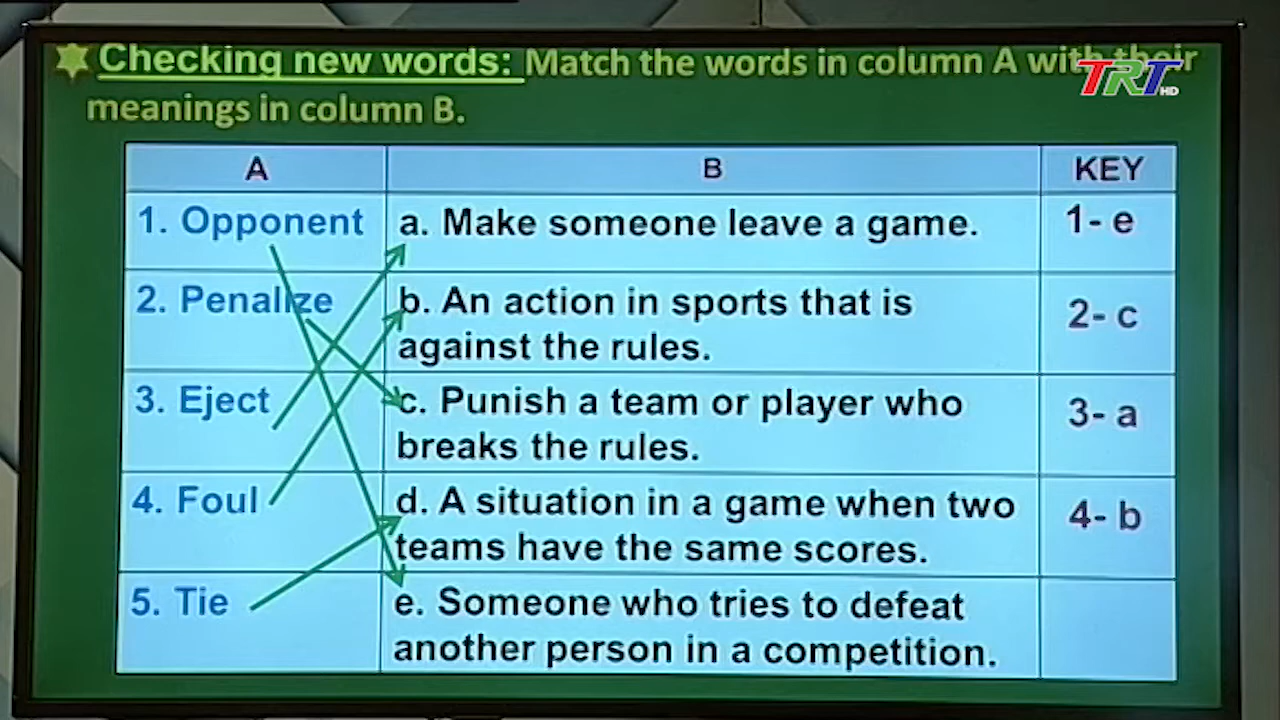 Checking new words: Match the words in column A with their
meanings in column B.
TRT HD
A B KEY
1. Opponent a. Make someone leave a game. 1- e
2. Penalize b. An action in sports that is 2- c
against the rules.
3. Eject c. Punish a team or player who 3- a
breaks the rules.
4. Foul d. A situation in a game when two 4- b
teams have the same scores.
5. Tie e. Someone who tries to defeat
another person in a competition.